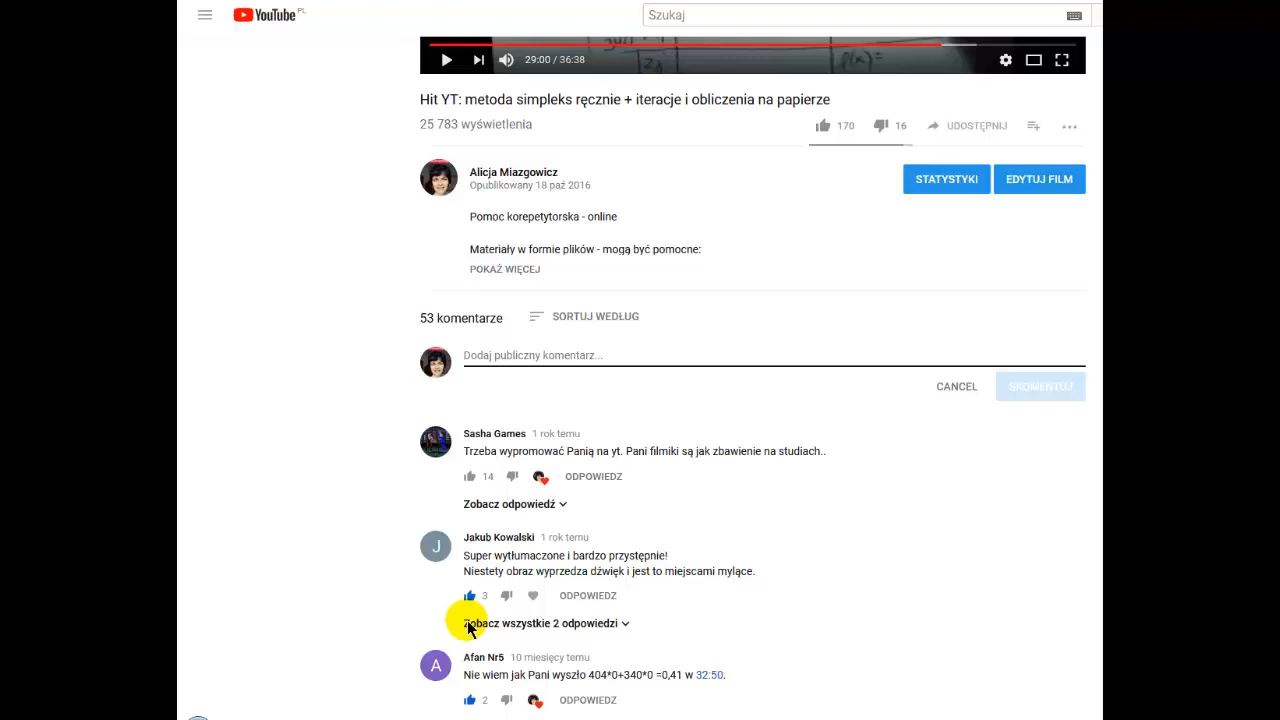 YouTube PL
Szukaj
29:00 / 36:38
Hit YT: metoda simpleks ręcznie + iteracje i obliczenia na papierze
25 783 wyświetlenia
170
16
UDOSTĘPNIJ
Alicja Miazgowicz
Opublikowany 18 paź 2016
STATYSTYKI
EDYTUJ FILM
Pomoc korepetytorska - online
Materiały w formie plików - mogą być pomocne:
POKAŻ WIĘCEJ
53 komentarze
SORTUJ WEDŁUG
Dodaj publiczny komentarz...
CANCEL
SKOMENTUJ
Sasha Games 1 rok temu
Trzeba wypromować Panią na yt. Pani filmiki są jak zbawienie na studiach..
14
ODPOWIEDZ
Zobacz odpowiedź
J
Jakub Kowalski 1 rok temu
Super wytłumaczone i bardzo przystępnie!
Niestety obraz wyprzedza dźwięk i jest to miejscami mylące.
3
ODPOWIEDZ
Zobacz wszystkie 2 odpowiedzi
A
Afan Nr5 10 miesięcy temu
Nie wiem jak Pani wyszło 404*0+340*0 =0,41 w 32:50.
2
ODPOWIEDZ